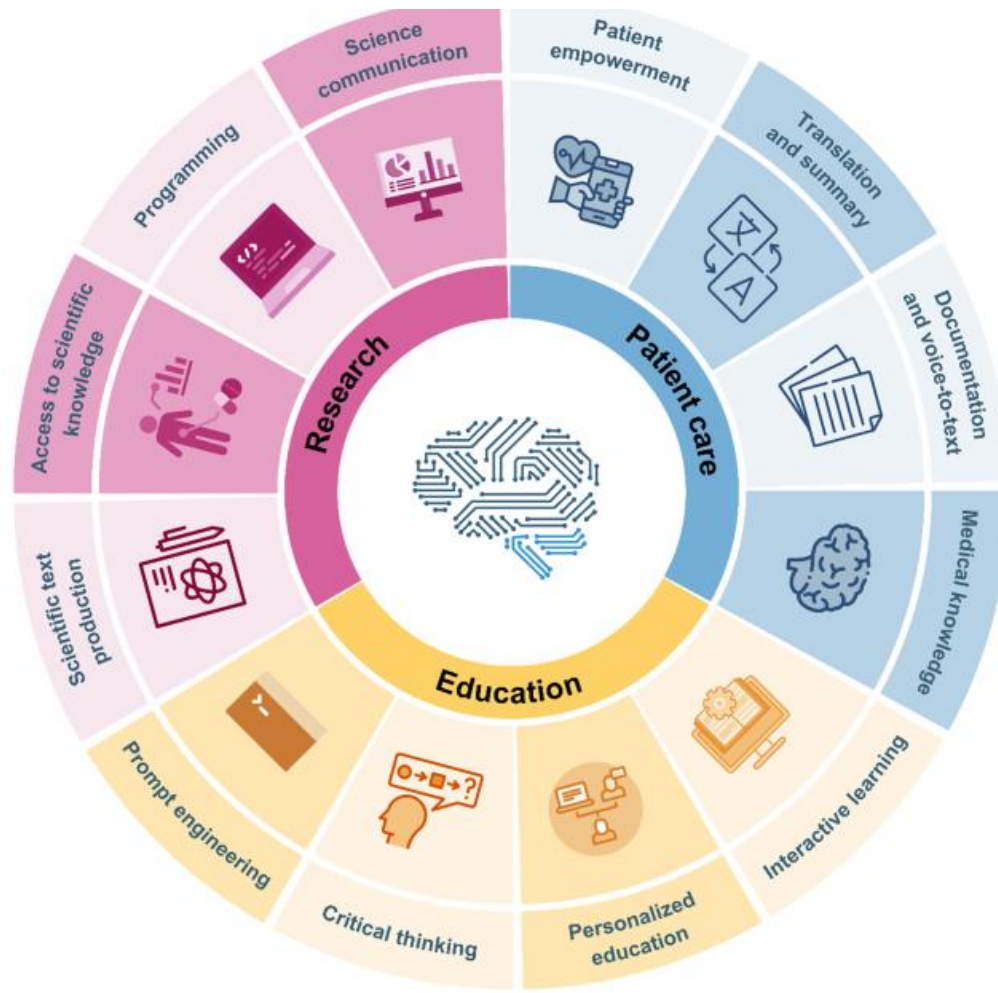 Science
communication
Patient
empowerment
Translation
and summary
Documentation
and voice-to-text
Medical knowledge
Interactive learning
Personalized
education
Critical thinking
Prompt engineering
Scientific text
production
Access to scientific
knowledge
Programming
Research
Patient care
Education
文
A
</>
>_
?